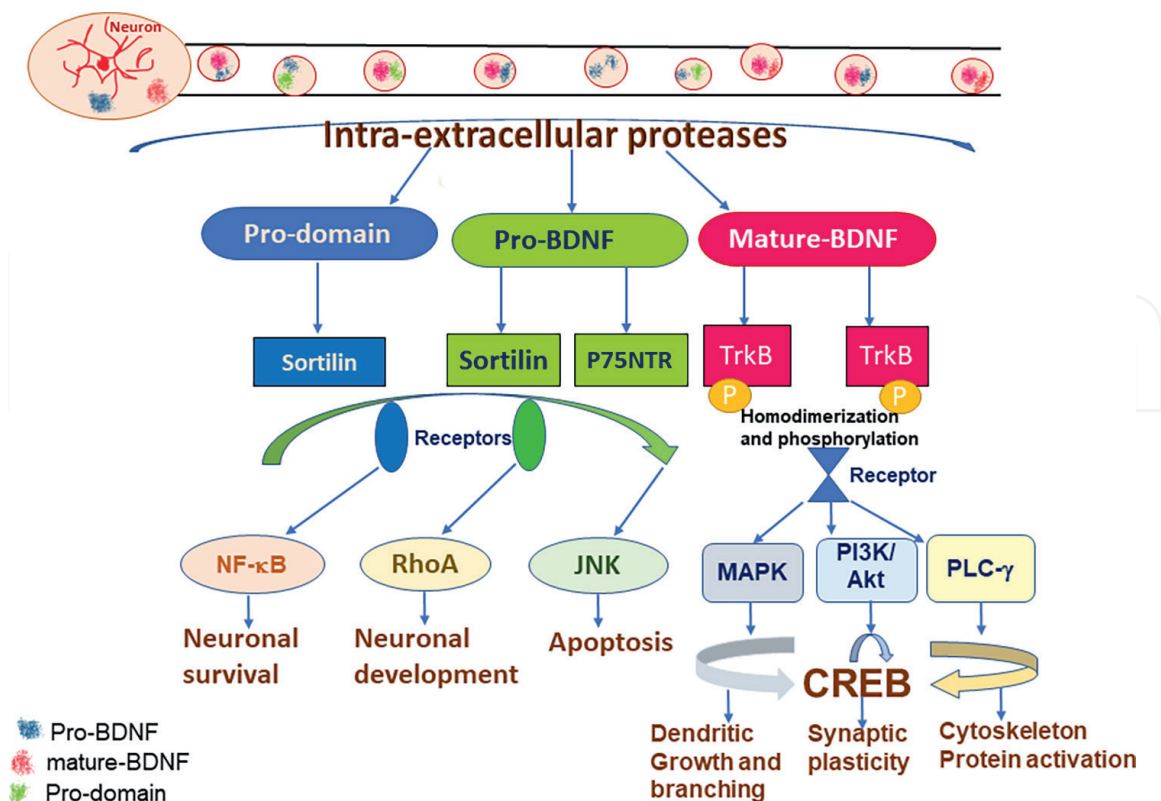 Neuron
Intra-extracellular proteases
Pro-domain
Pro-BDNF
Mature-BDNF
Sortilin
Sortilin
P75NTR
TrkB
TrkB
P
P
Homodimerization
and phosphorylation
Receptors
Receptor
NF-κB
RhoA
JNK
MAPK
PI3K/
Akt
PLC-γ
Neuronal
survival
Neuronal
development
Apoptosis
CREB
Dendritic
Growth and
branching
Synaptic
plasticity
Cytoskeleton
Protein activation
Pro-BDNF
mature-BDNF
Pro-domain